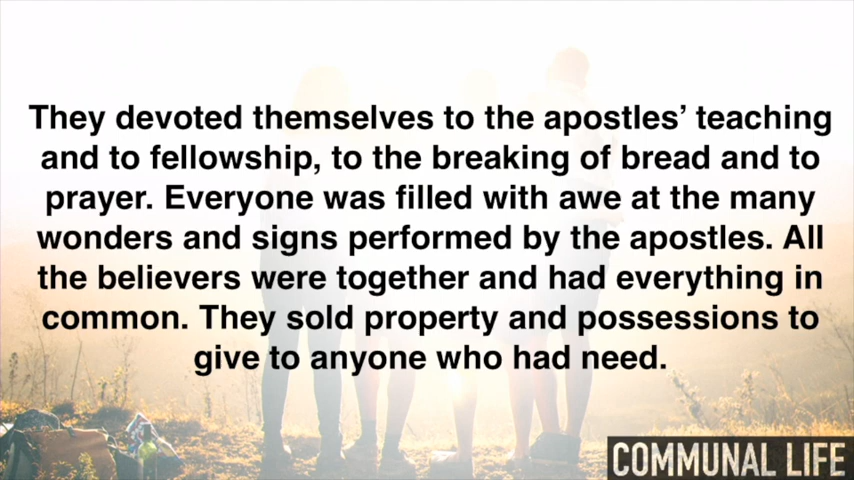 They devoted themselves to the apostles’ teaching
and to fellowship, to the breaking of bread and to
prayer. Everyone was filled with awe at the many
wonders and signs performed by the apostles. All
the believers were together and had everything in
common. They sold property and possessions to
give to anyone who had need.
COMMUNAL LIFE